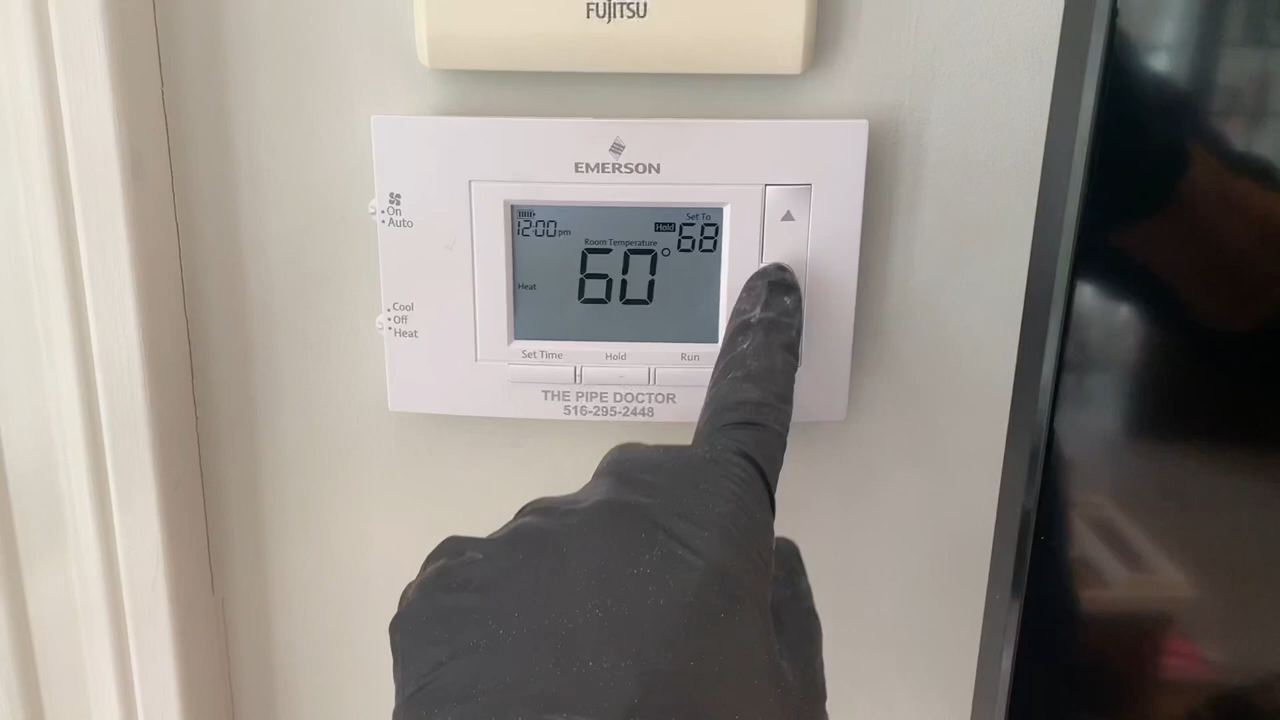 FUJITSU
EMERSON
On
Auto
12:00 pm
Hold
Set To
68
Room Temperature
60°
Heat
Cool
Off
Heat
Set Time
Hold
Run
THE PIPE DOCTOR
516-295-2448